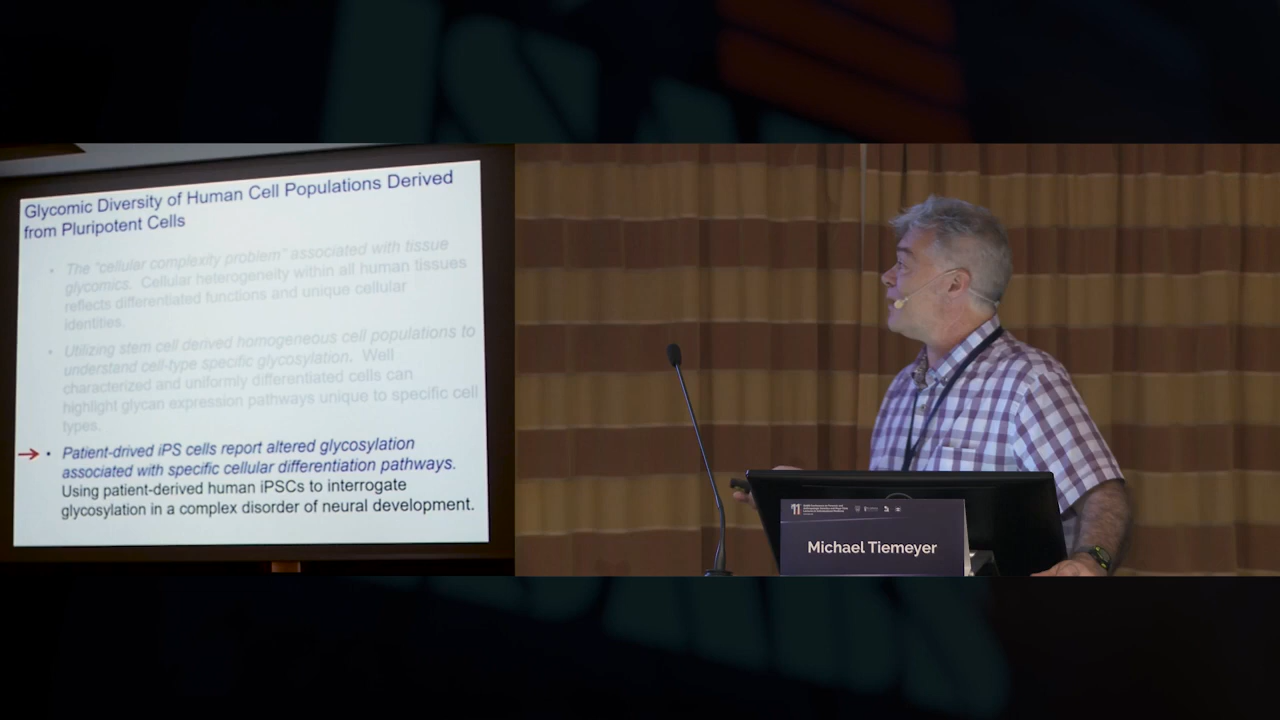 Glycomic Diversity of Human Cell Populations Derived
from Pluripotent Cells
• The “cellular complexity problem” associated with tissue
glycomics. Cellular heterogeneity within all human tissues
reflects differentiated functions and unique cellular
identities.
• Utilizing stem cell derived homogeneous cell populations to
understand cell-type specific glycosylation. Well
characterized and uniformly differentiated cells can
highlight glycan expression pathways unique to specific cell
types.
• Patient-drived iPS cells report altered glycosylation
associated with specific cellular differentiation pathways.
Using patient-derived human iPSCs to interrogate
glycosylation in a complex disorder of neural development.
11
Michael Tiemeyer